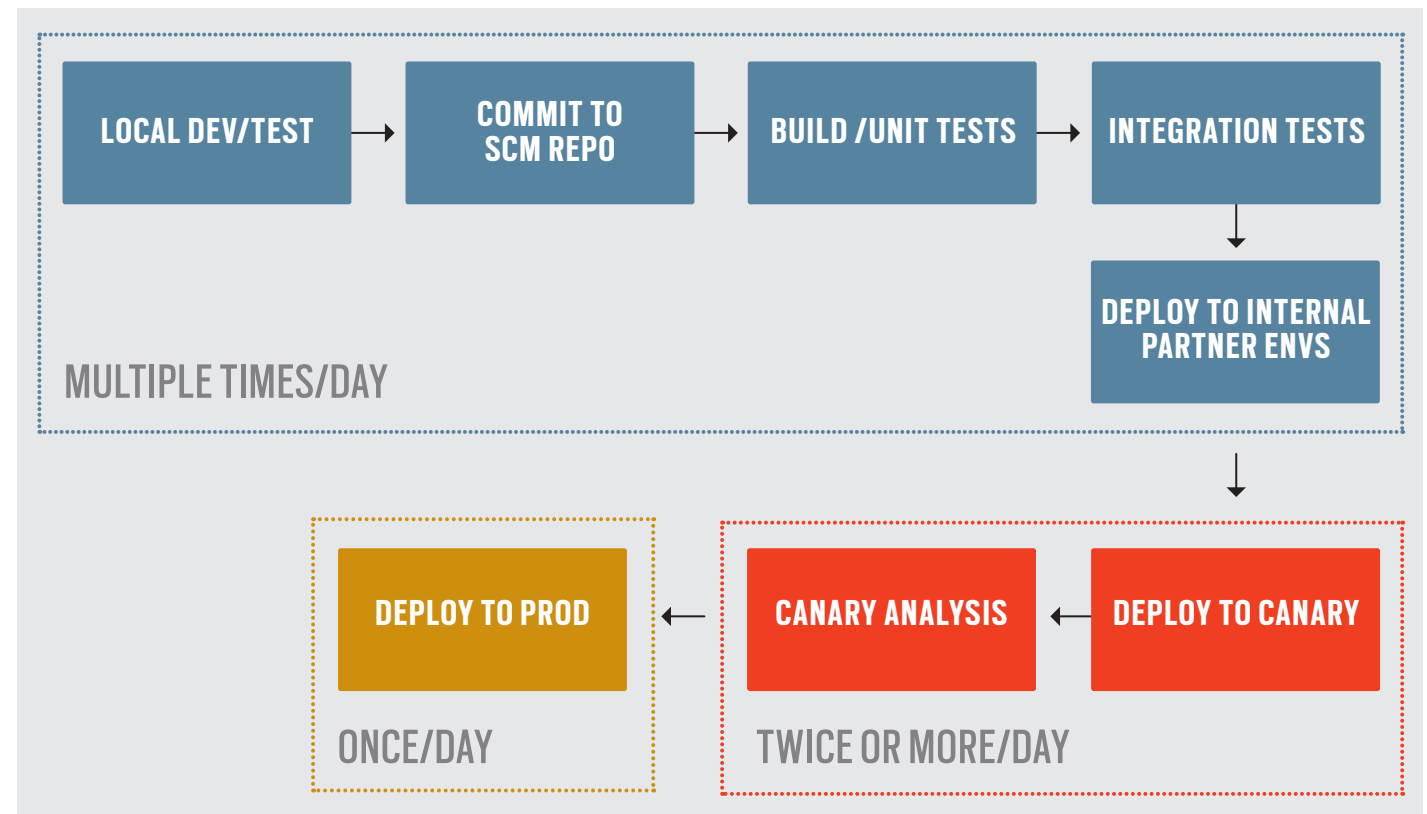 LOCAL DEV/TEST
COMMIT TO
SCM REPO
BUILD /UNIT TESTS
INTEGRATION TESTS
DEPLOY TO INTERNAL
PARTNER ENVS
MULTIPLE TIMES/DAY
DEPLOY TO PROD
CANARY ANALYSIS
DEPLOY TO CANARY
ONCE/DAY
TWICE OR MORE/DAY